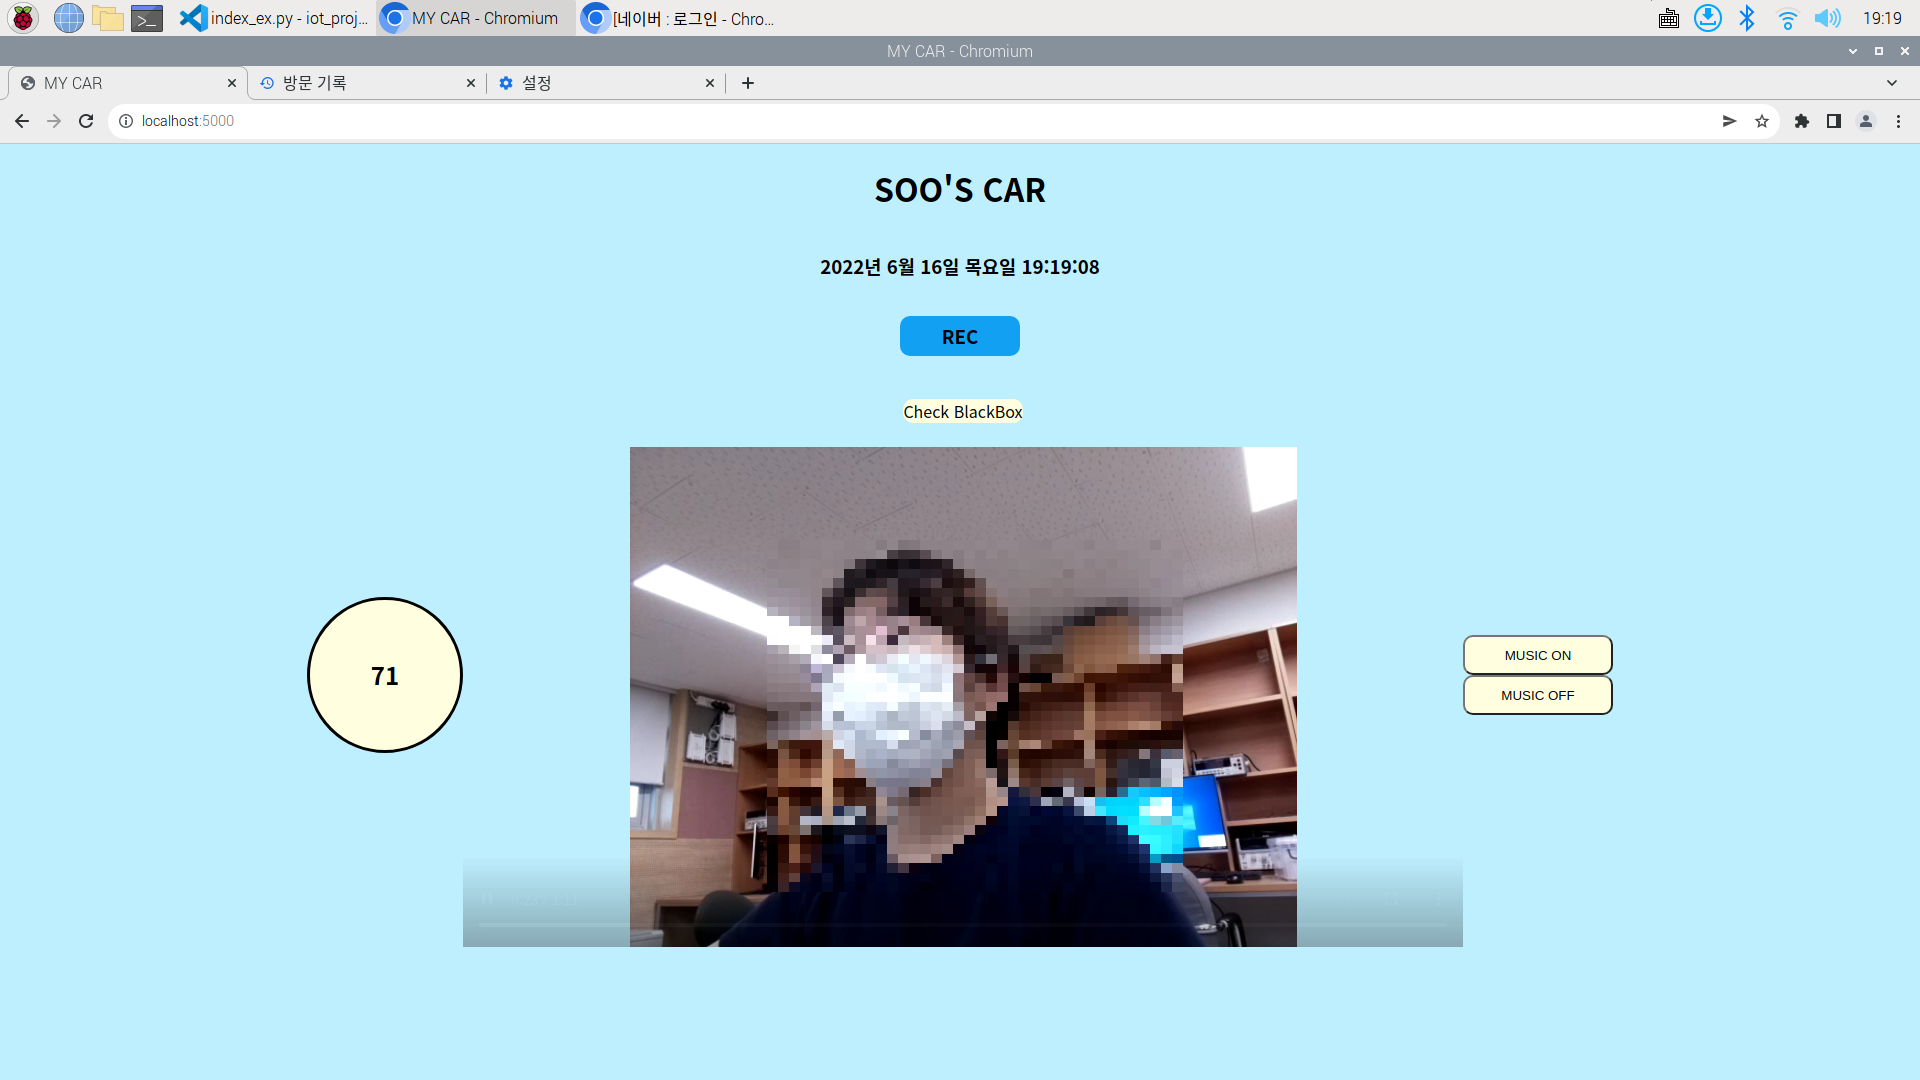 index_ex.py - iot_proj...
MY CAR - Chromium
[네이버 : 로그인 - Chro...
19:19
MY CAR - Chromium
MY CAR
방문 기록
설정
localhost:5000
SOO'S CAR
2022년 6월 16일 목요일 19:19:08
REC
Check BlackBox
71
MUSIC ON
MUSIC OFF